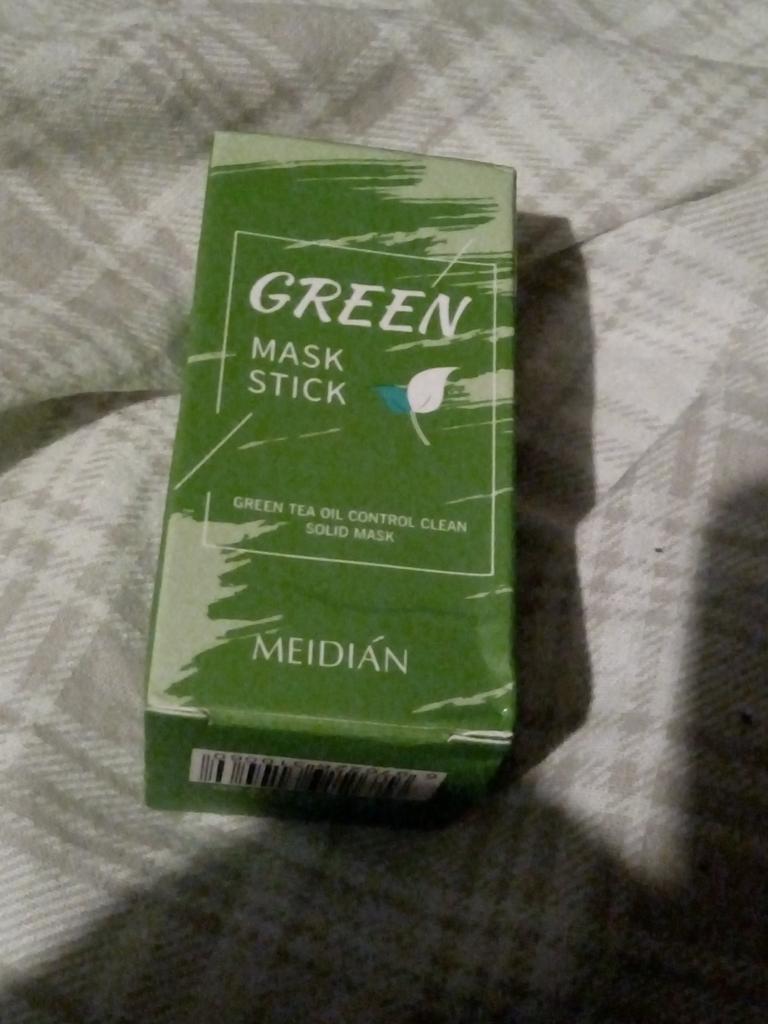 GREEN
MASK
STICK
GREEN TEA OIL CONTROL CLEAN
SOLID MASK
MEIDIÁN